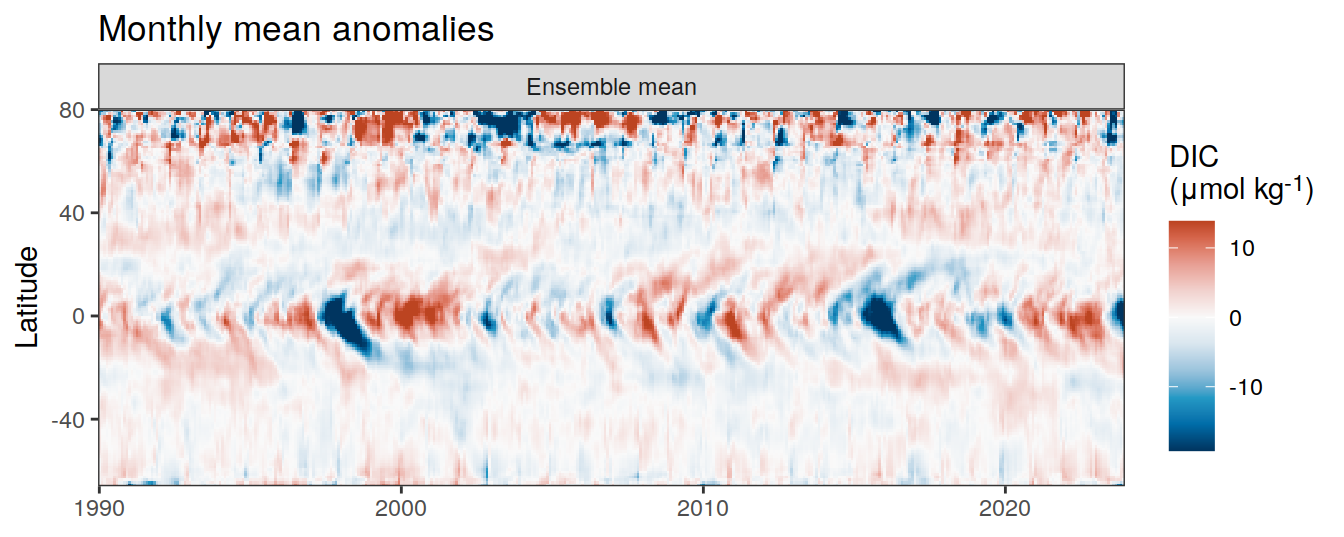 Monthly mean anomalies
Ensemble mean
80
40
0
-40
Latitude
1990
2000
2010
2020
DIC
(μmol kg⁻¹)
10
0
-10